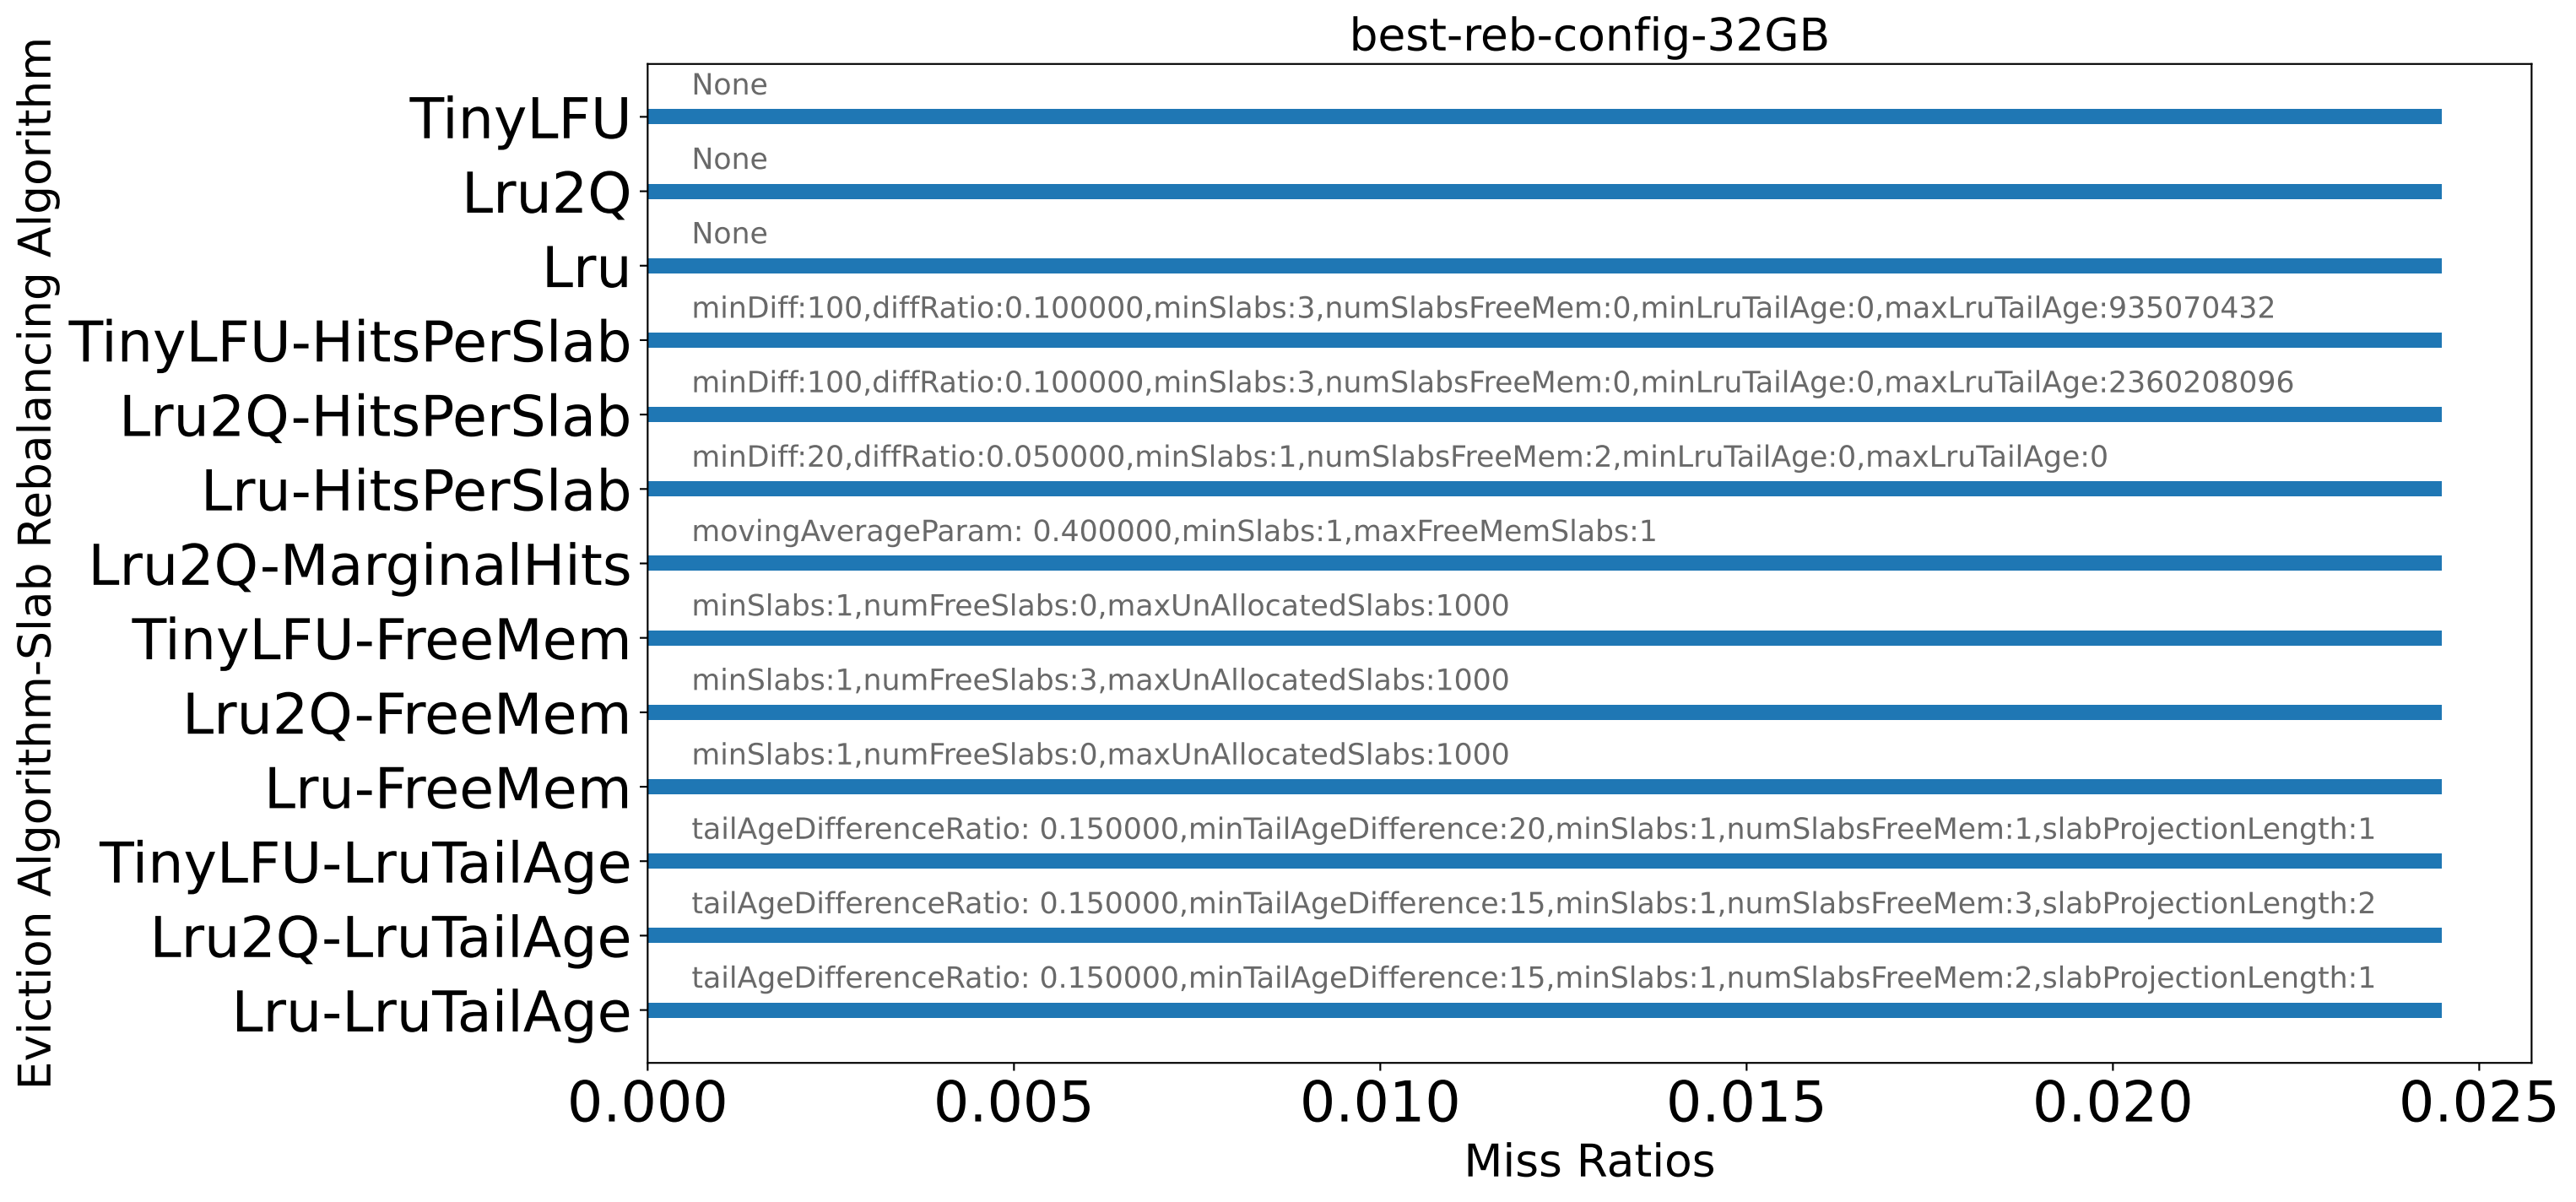 best-reb-config-32GB
Eviction Algorithm-Slab Rebalancing Algorithm
None
TinyLFU
None
Lru2Q
None
Lru
minDiff:100,diffRatio:0.100000,minSlabs:3,numSlabsFreeMem:0,minLruTailAge:0,maxLruTailAge:935070432
TinyLFU-HitsPerSlab
minDiff:100,diffRatio:0.100000,minSlabs:3,numSlabsFreeMem:0,minLruTailAge:0,maxLruTailAge:2360208096
Lru2Q-HitsPerSlab
minDiff:20,diffRatio:0.050000,minSlabs:1,numSlabsFreeMem:2,minLruTailAge:0,maxLruTailAge:0
Lru-HitsPerSlab
movingAverageParam: 0.400000,minSlabs:1,maxFreeMemSlabs:1
Lru2Q-MarginalHits
minSlabs:1,numFreeSlabs:0,maxUnAllocatedSlabs:1000
TinyLFU-FreeMem
minSlabs:1,numFreeSlabs:3,maxUnAllocatedSlabs:1000
Lru2Q-FreeMem
minSlabs:1,numFreeSlabs:0,maxUnAllocatedSlabs:1000
Lru-FreeMem
tailAgeDifferenceRatio: 0.150000,minTailAgeDifference:20,minSlabs:1,numSlabsFreeMem:1,slabProjectionLength:1
TinyLFU-LruTailAge
tailAgeDifferenceRatio: 0.150000,minTailAgeDifference:15,minSlabs:1,numSlabsFreeMem:3,slabProjectionLength:2
Lru2Q-LruTailAge
tailAgeDifferenceRatio: 0.150000,minTailAgeDifference:15,minSlabs:1,numSlabsFreeMem:2,slabProjectionLength:1
Lru-LruTailAge
0.000 0.005 0.010 0.015 0.020 0.025
Miss Ratios